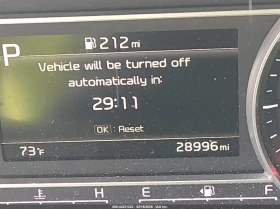 P
212 mi
Vehicle will be turned off
automatically in:
29:11
OK : Reset
73°F 28996 mi
H E F